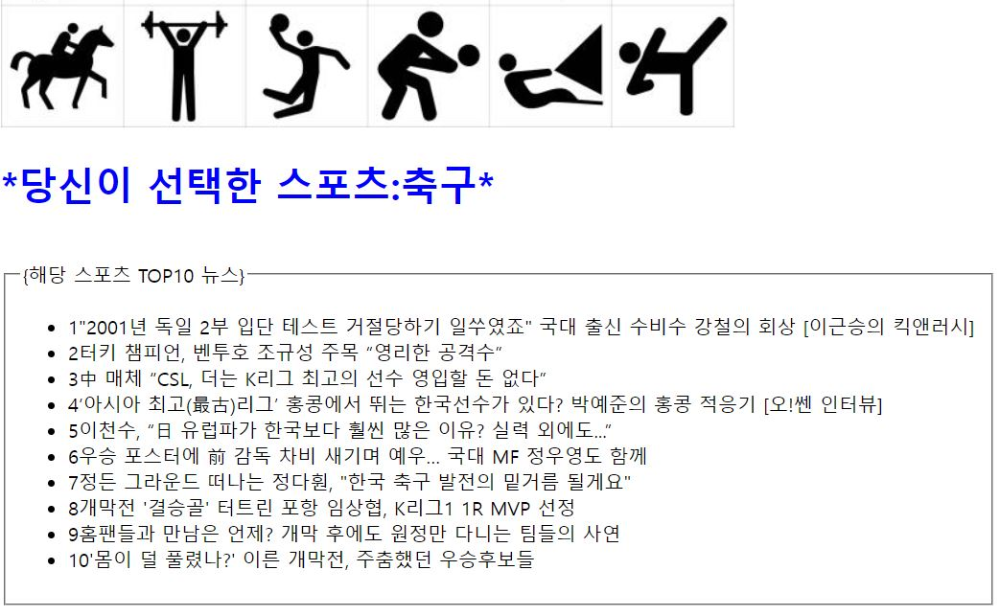 *당신이 선택한 스포츠:축구*
{해당 스포츠 TOP10 뉴스}
1"2001년 독일 2부 입단 테스트 거절당하기 일쑤였죠" 국대 출신 수비수 강철의 회상 [이근승의 킥앤러시]
2터키 챔피언, 벤투호 조규성 주목 “영리한 공격수“
3中 매체 “CSL, 더는 K리그 최고의 선수 영입할 돈 없다”
4‘아시아 최고(最古)리그’ 홍콩에서 뛰는 한국선수가 있다? 박예준의 홍콩 적응기 [오!쎈 인터뷰]
5이천수, “日 유럽파가 한국보다 훨씬 많은 이유? 실력 외에도...”
6우승 포스터에 前 감독 차비 새기며 예우... 국대 MF 정우영도 함께
7정든 그라운드 떠나는 정다훤, "한국 축구 발전의 밑거름 될게요"
8개막전 '결승골' 터트린 포항 임상협, K리그1 1R MVP 선정
9홈팬들과 만남은 언제? 개막 후에도 원정만 다니는 팀들의 사연
10'몸이 덜 풀렸나?' 이른 개막전, 주춤했던 우승후보들